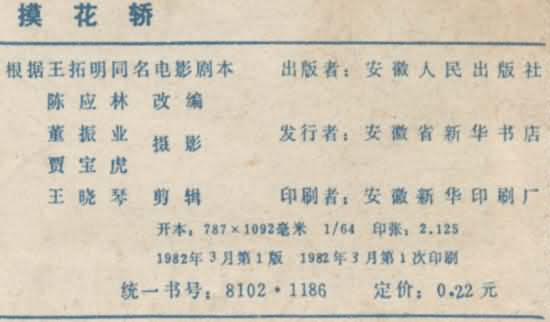 摸花轿
根据王拓明同名电影剧本 出版者：安徽人民出版社
陈应林 改编
董振业 摄影 发行者：安徽省新华书店
贾宝虎
王晓琴 剪辑 印刷者：安徽新华印刷厂
开本：787×1092毫米 1/64 印张：2.125
1982年3月第1版 1982年3月第1次印刷
统一书号：8102·1186 定价：0.22元